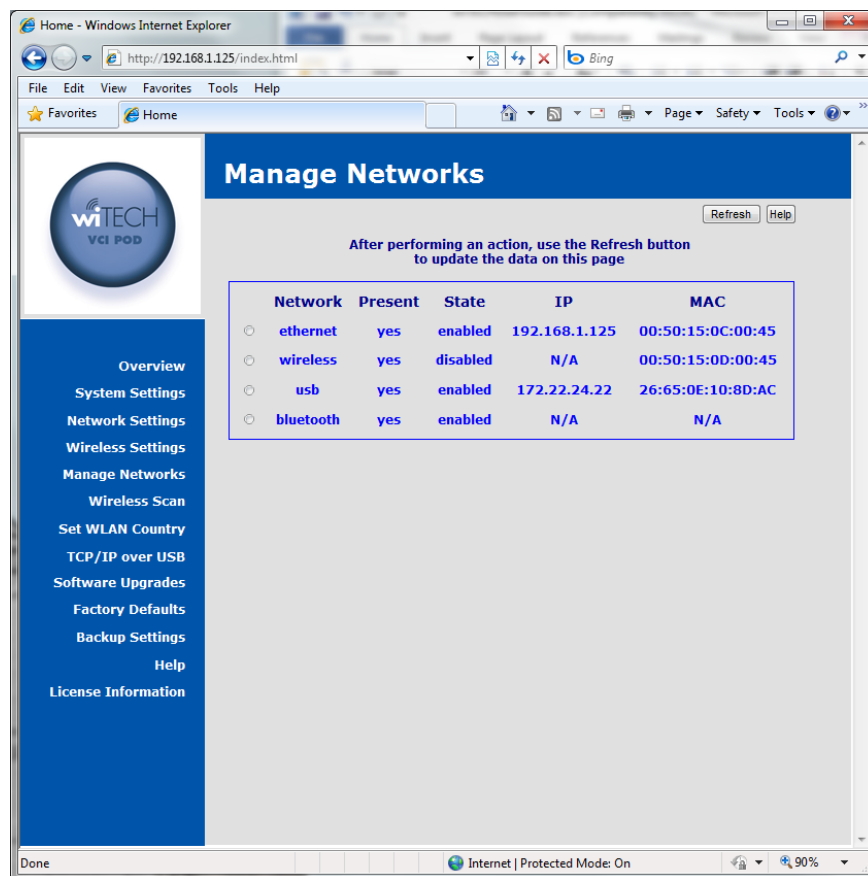 Home - Windows Internet Explorer
http://192.168.1.125/index.html
Bing
File Edit View Favorites Tools Help
Favorites Home Page Safety Tools
wiTECH
VCI POD
Manage Networks
Refresh Help
After performing an action, use the Refresh button
to update the data on this page
Network Present State IP MAC
ethernet yes enabled 192.168.1.125 00:50:15:0C:00:45
wireless yes disabled N/A 00:50:15:0D:00:45
usb yes enabled 172.22.24.22 26:65:0E:10:8D:AC
bluetooth yes enabled N/A N/A
Overview
System Settings
Network Settings
Wireless Settings
Manage Networks
Wireless Scan
Set WLAN Country
TCP/IP over USB
Software Upgrades
Factory Defaults
Backup Settings
Help
License Information
Done Internet | Protected Mode: On 90%